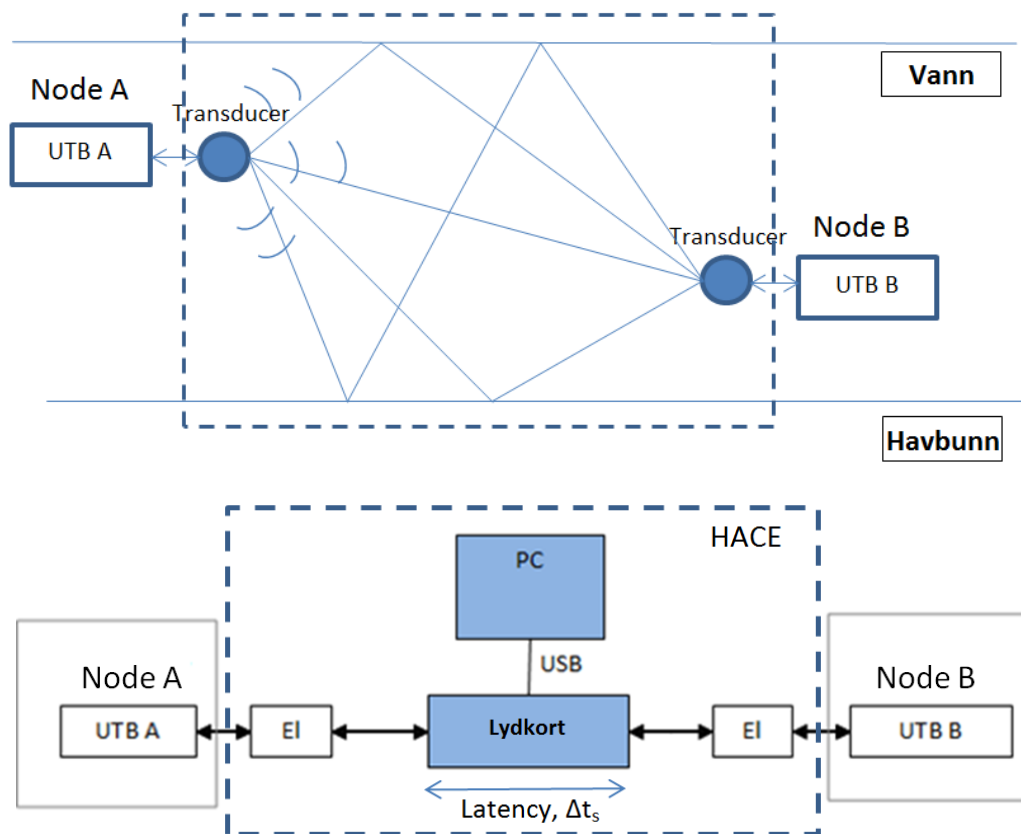 Vann
Node A
Transducer
UTB A
Node B
Transducer
UTB B
Havbunn
HACE
PC
USB
Node A
Node B
UTB A
El
Lydkort
El
UTB B
Latency, Δtₛ